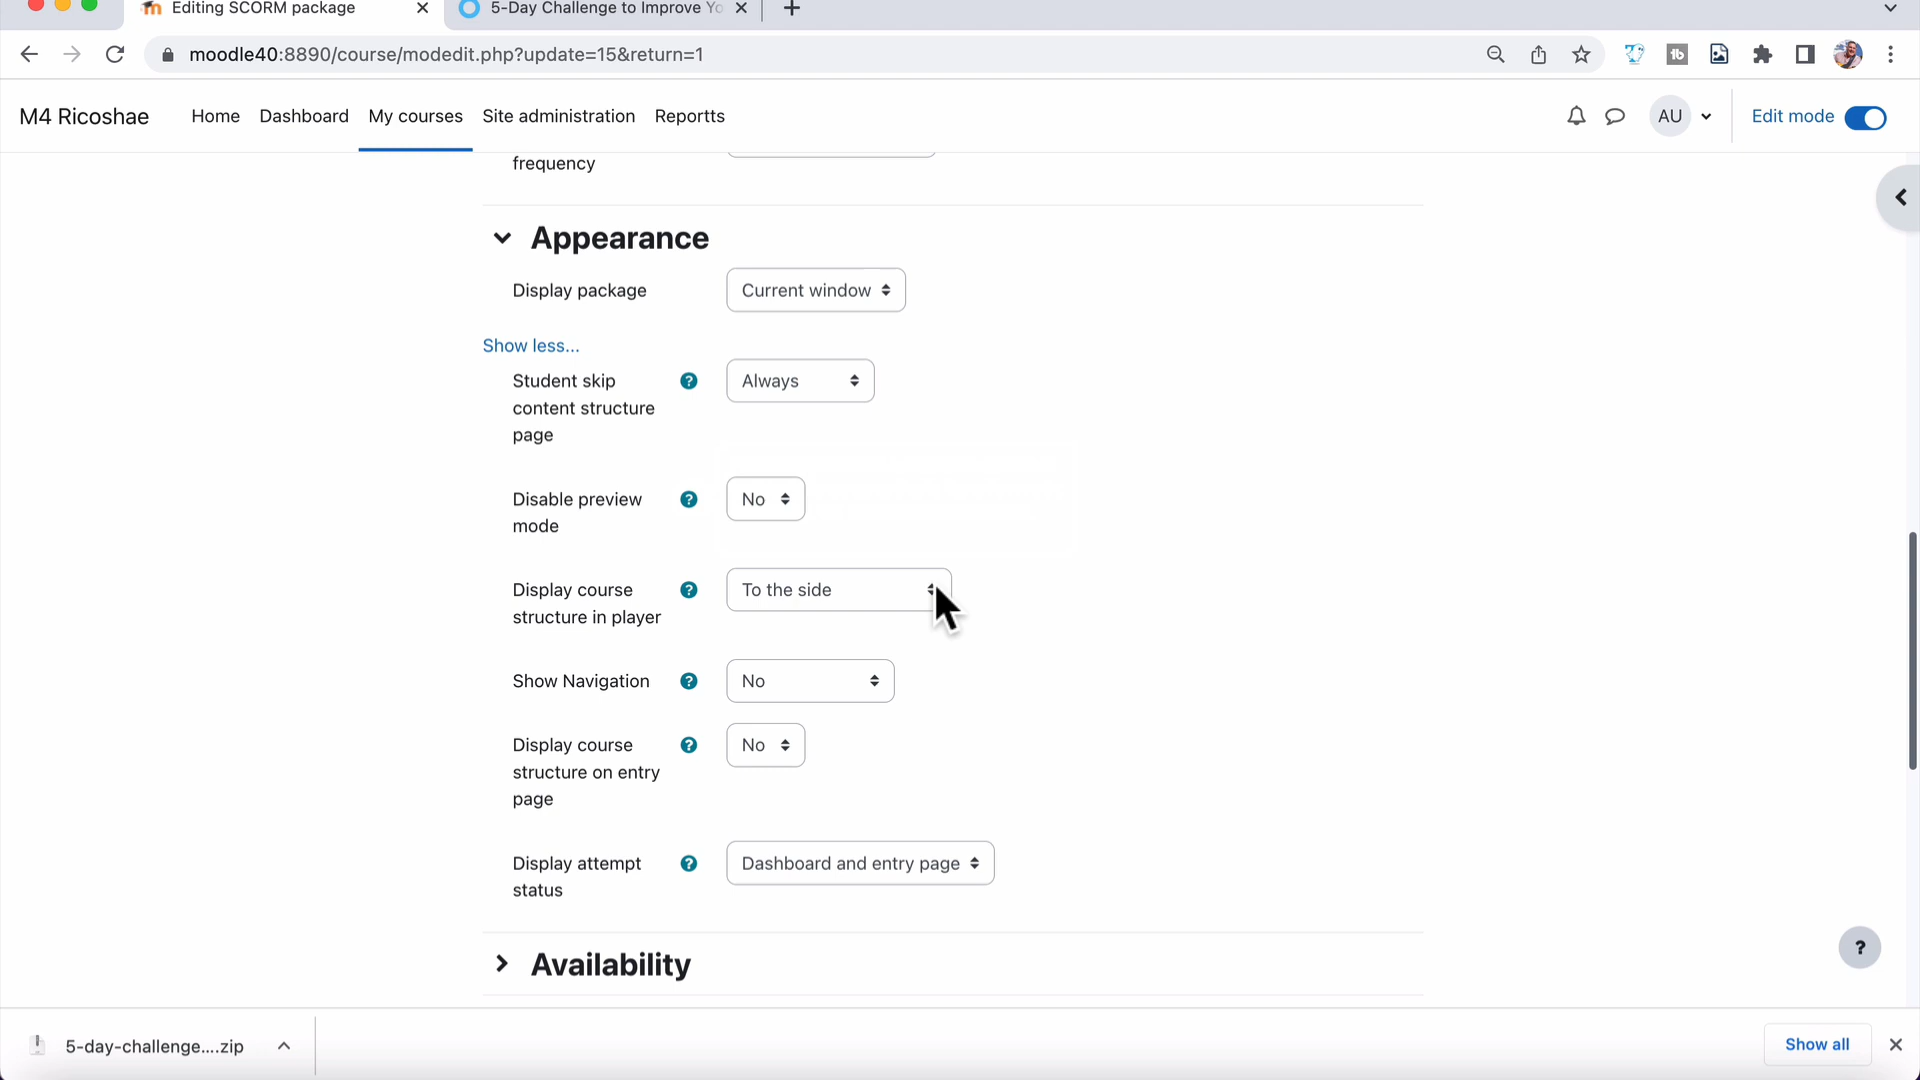 Editing SCORM package
5-Day Challenge to Improve Yo
moodle40:8890/course/modedit.php?update=15&return=1
M4 Ricoshae
Home
Dashboard
My courses
Site administration
Reportts
AU
Edit mode
frequency
Appearance
Display package
Current window
Show less...
Student skip
content structure
page
?
Always
Disable preview
mode
?
No
Display course
structure in player
?
To the side
Show Navigation
?
No
Display course
structure on entry
page
?
No
Display attempt
status
?
Dashboard and entry page
Availability
?
5-day-challenge....zip
Show all